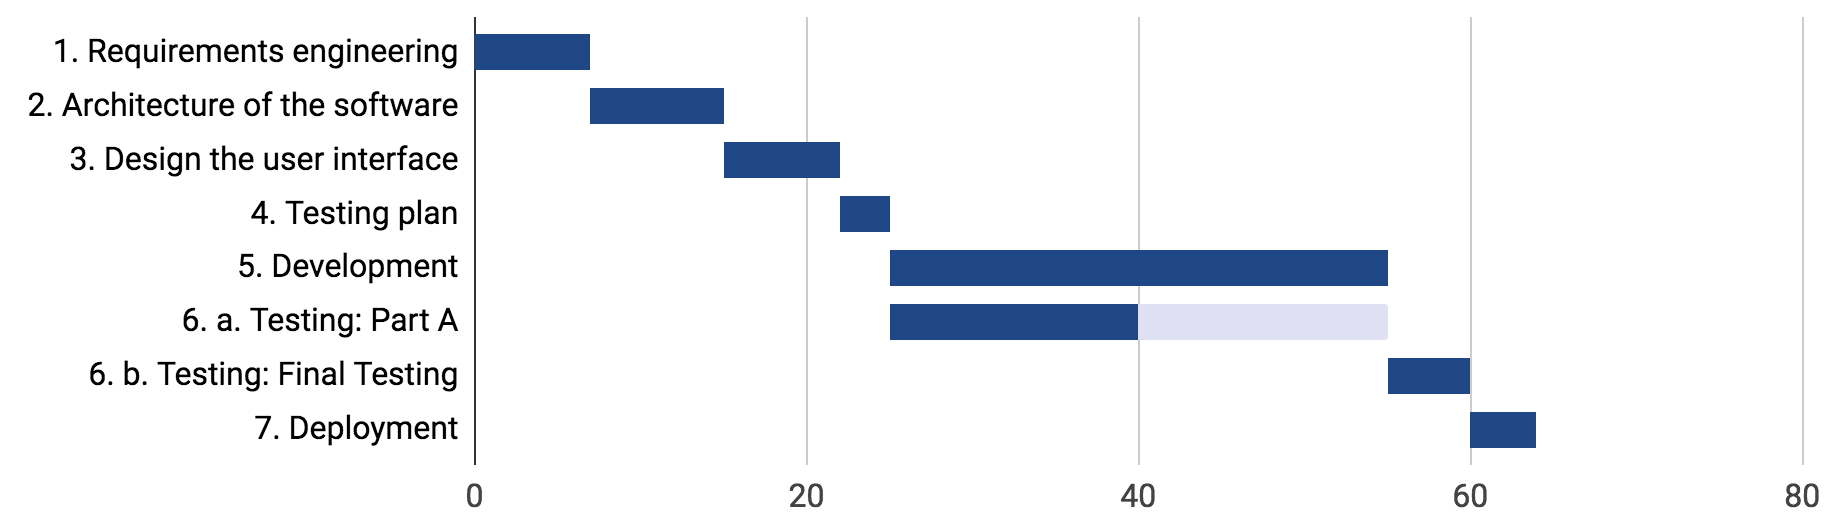 1. Requirements engineering
2. Architecture of the software
3. Design the user interface
4. Testing plan
5. Development
6. a. Testing: Part A
6. b. Testing: Final Testing
7. Deployment
0 20 40 60 80